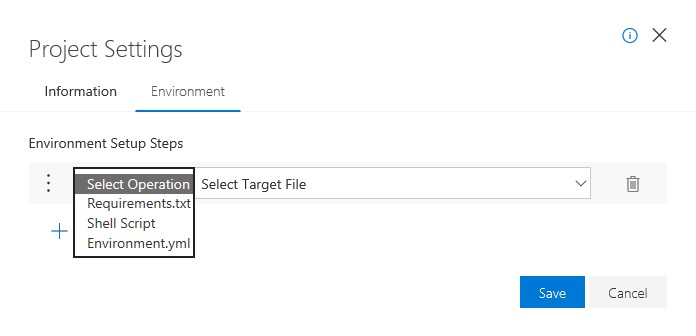 Project Settings
Information Environment
Environment Setup Steps
Select Operation Select Target File
Requirements.txt
Shell Script
Environment.yml
Save Cancel